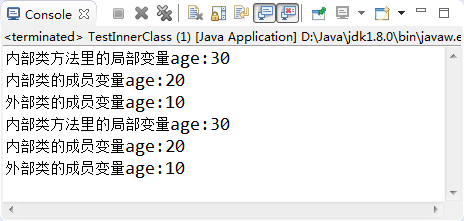 Console
<terminated> TestInnerClass (1) [Java Application] D:\Java\jdk1.8.0\bin\javaw.e
内部类方法里的局部变量age:30
内部类的成员变量age:20
外部类的成员变量age:10
内部类方法里的局部变量age:30
内部类的成员变量age:20
外部类的成员变量age:10